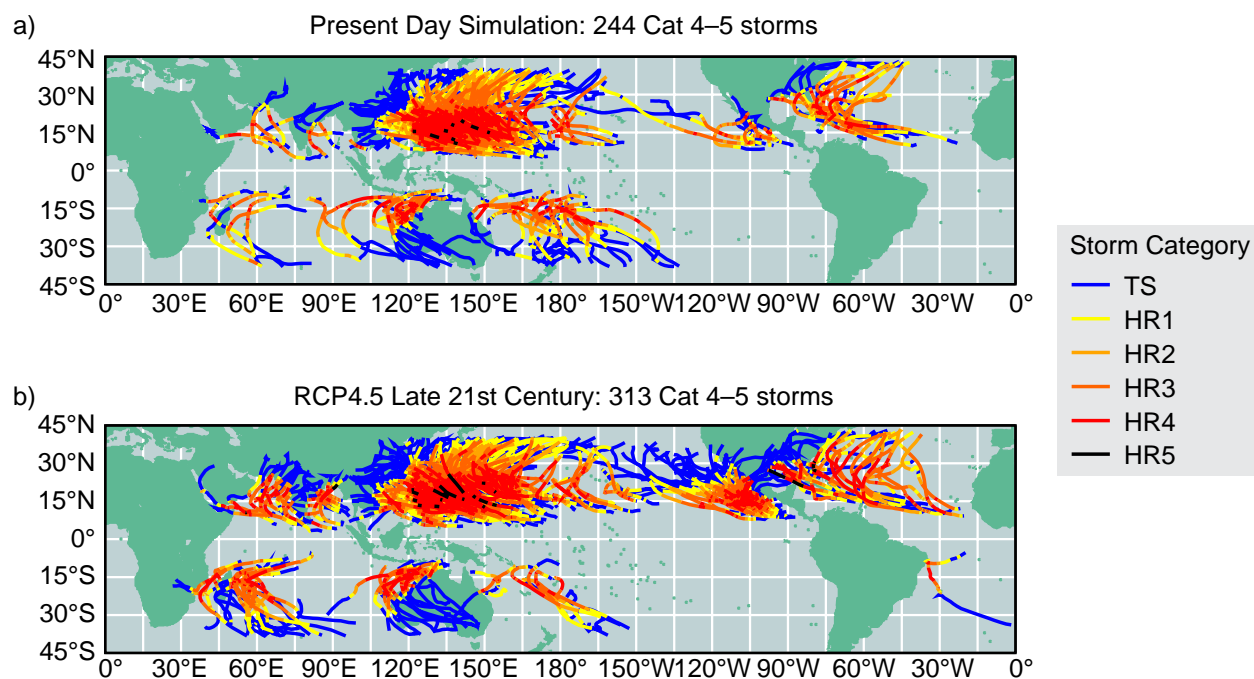 a)
Present Day Simulation: 244 Cat 4–5 storms
45°N
30°N
15°N
0°
15°S
30°S
45°S
0° 30°E 60°E 90°E 120°E 150°E 180° 150°W 120°W 90°W 60°W 30°W 0°
b)
RCP4.5 Late 21st Century: 313 Cat 4–5 storms
45°N
30°N
15°N
0°
15°S
30°S
45°S
0° 30°E 60°E 90°E 120°E 150°E 180° 150°W 120°W 90°W 60°W 30°W 0°
Storm Category
TS
HR1
HR2
HR3
HR4
HR5